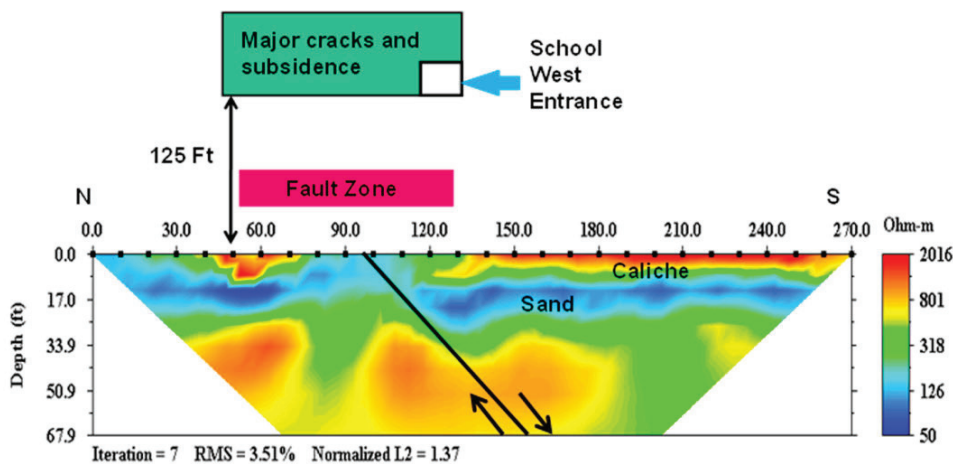 Major cracks and
subsidence
School
West
Entrance
125 Ft
Fault Zone
N
S
0.0 30.0 60.0 90.0 120.0 150.0 180.0 210.0 240.0 270.0 Ohm-m
0.0
17.0
33.9
50.9
67.9
Depth (ft)
Caliche
Sand
2016
801
318
126
50
Iteration = 7 RMS = 3.51% Normalized L2 = 1.37